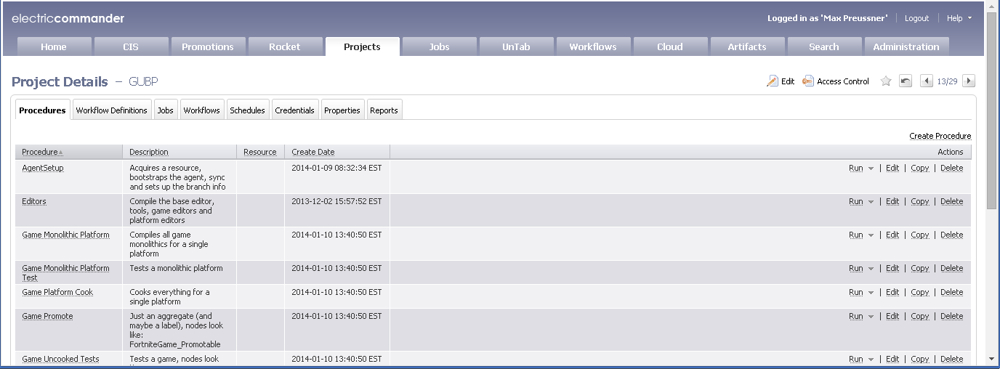 electriccommander
Logged in as 'Max Preussner' Logout Help
Home CIS Promotions Rocket Projects Jobs UnTab Workflows Cloud Artifacts Search Administration
Project Details – GUBP
Edit Access Control 13/29
Procedures Workflow Definitions Jobs Workflows Schedules Credentials Properties Reports
Create Procedure
Procedure Description Resource Create Date Actions
AgentSetup Acquires a resource, 2014-01-09 08:32:34 EST Run | Edit | Copy | Delete
bootstraps the agent, sync
and sets up the branch info
Editors Compile the base editor, 2013-12-02 15:57:52 EST Run | Edit | Copy | Delete
tools, game editors and
platform editors
Game Monolithic Platform Compiles all game 2014-01-10 13:40:50 EST Run | Edit | Copy | Delete
monolithics for a single
platform
Game Monolithic Platform Tests a monolithic platform 2014-01-10 13:40:50 EST Run | Edit | Copy | Delete
Test
Game Platform Cook Cooks everything for a 2014-01-10 13:40:50 EST Run | Edit | Copy | Delete
single platform
Game Promote Just an aggregate (and 2014-01-10 13:40:50 EST Run | Edit | Copy | Delete
maybe a label), nodes look
like:
FortniteGame_Promotable
Game Uncooked Tests Tests a game, nodes look 2014-01-10 13:40:50 EST Run | Edit | Copy | Delete